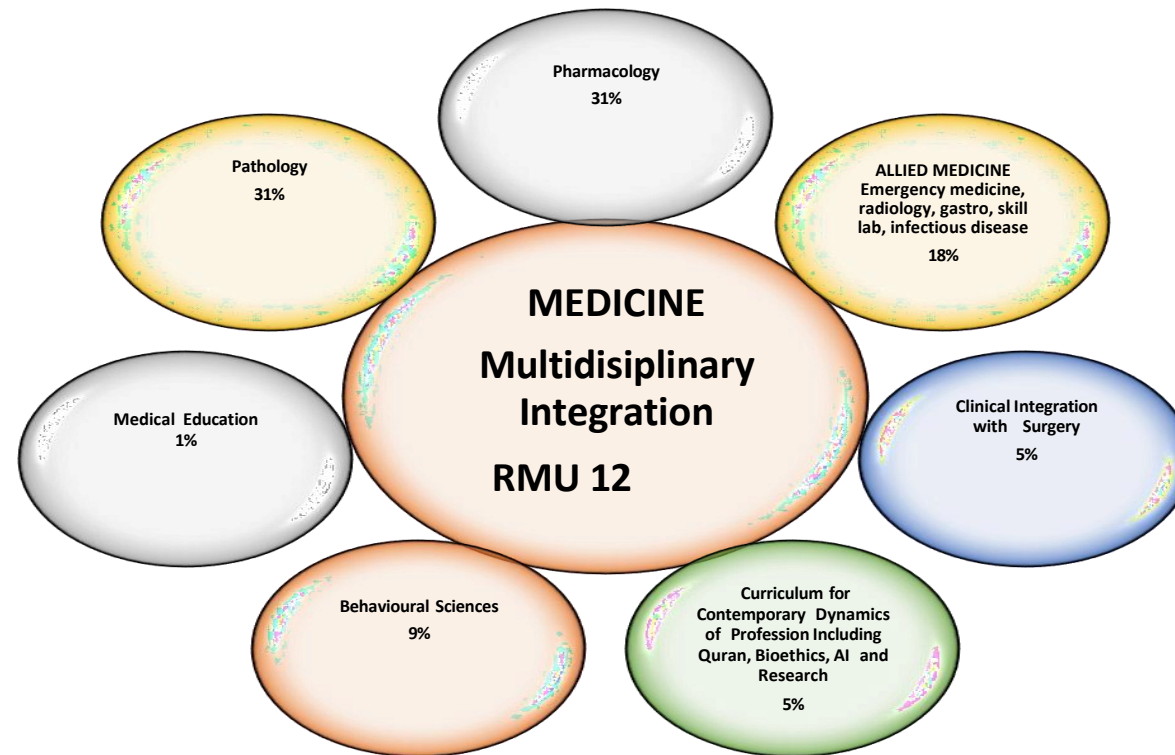 Pharmacology
31%
Pathology
31%
ALLIED MEDICINE
Emergency medicine,
radiology, gastro, skill
lab, infectious disease
18%
MEDICINE
Multidisiplinary
Integration
RMU 12
Medical Education
1%
Clinical Integration
with Surgery
5%
Behavioural Sciences
9%
Curriculum for
Contemporary Dynamics
of Profession Including
Quran, Bioethics, AI and
Research
5%